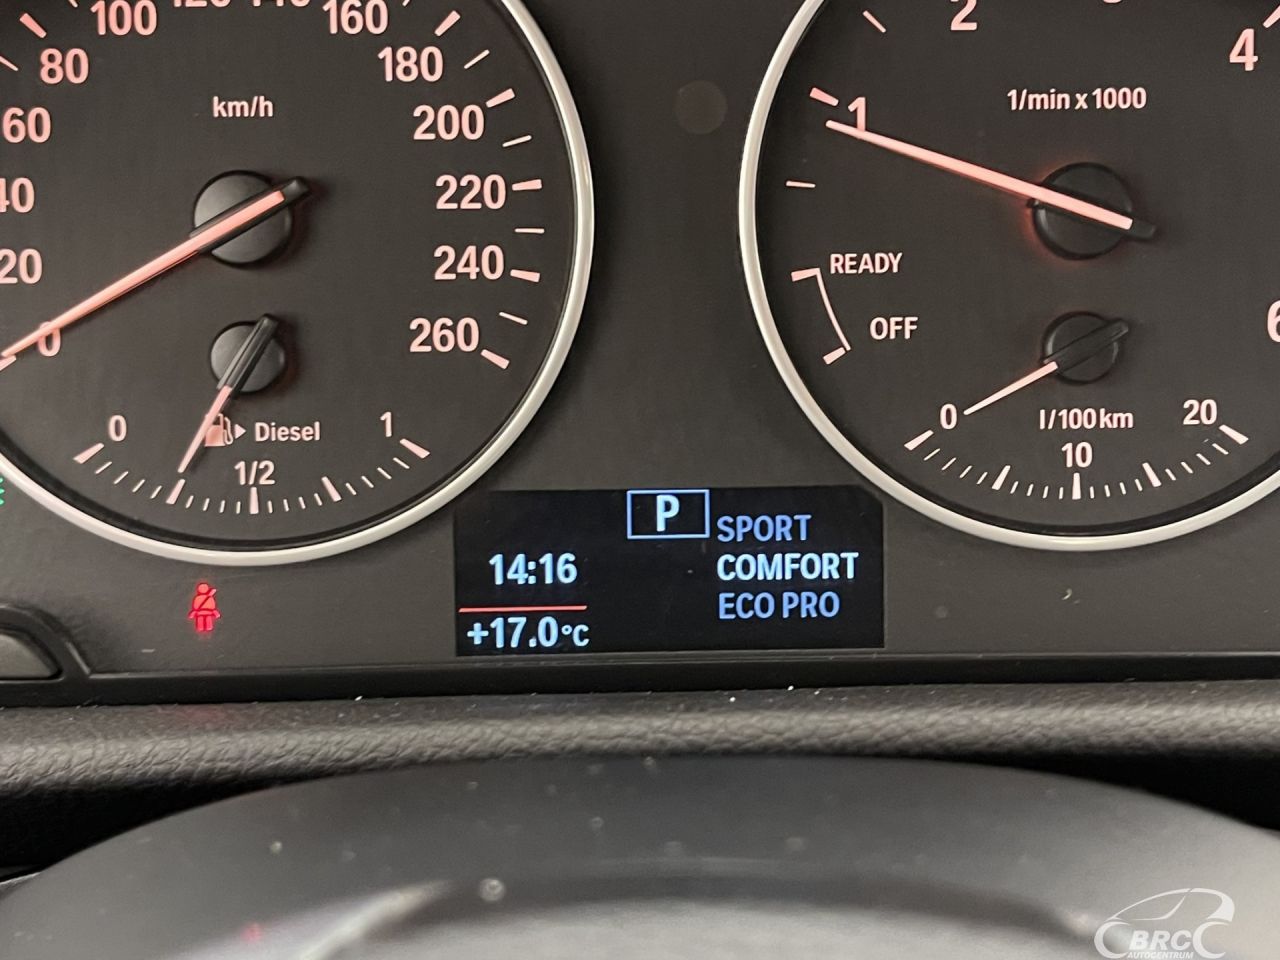 100
120
140
160
80
180
60
km/h
200
40
220
20
240
0
260
0
Diesel
1
1/2
2
4
1/min x 1000
1
READY
OFF
6
0
l/100km
20
10
P
SPORT
14:16
COMFORT
ECO PRO
+17.0°C
BRC
AUTOCENTRUM